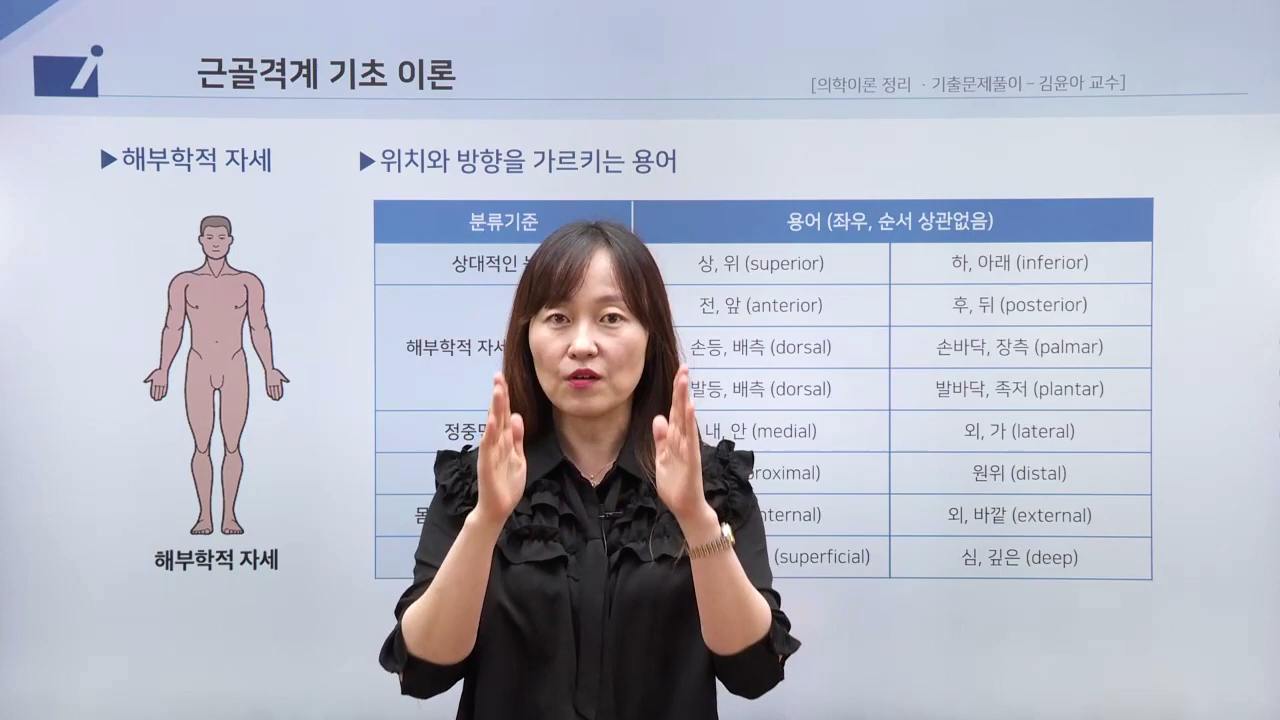 근골격계 기초 이론
[의학이론 정리 · 기출문제풀이 – 김윤아 교수]
▶해부학적 자세
▶위치와 방향을 가르키는 용어
분류기준
용어 (좌우, 순서 상관없음)
상대적인
상, 위 (superior)
하, 아래 (inferior)
전, 앞 (anterior)
후, 뒤 (posterior)
해부학적 자세
손등, 배측 (dorsal)
손바닥, 장측 (palmar)
발등, 배측 (dorsal)
발바닥, 족저 (plantar)
내, 안 (medial)
외, 가 (lateral)
원위 (distal)
외, 바깥 (external)
(superficial)
심, 깊은 (deep)
해부학적 자세